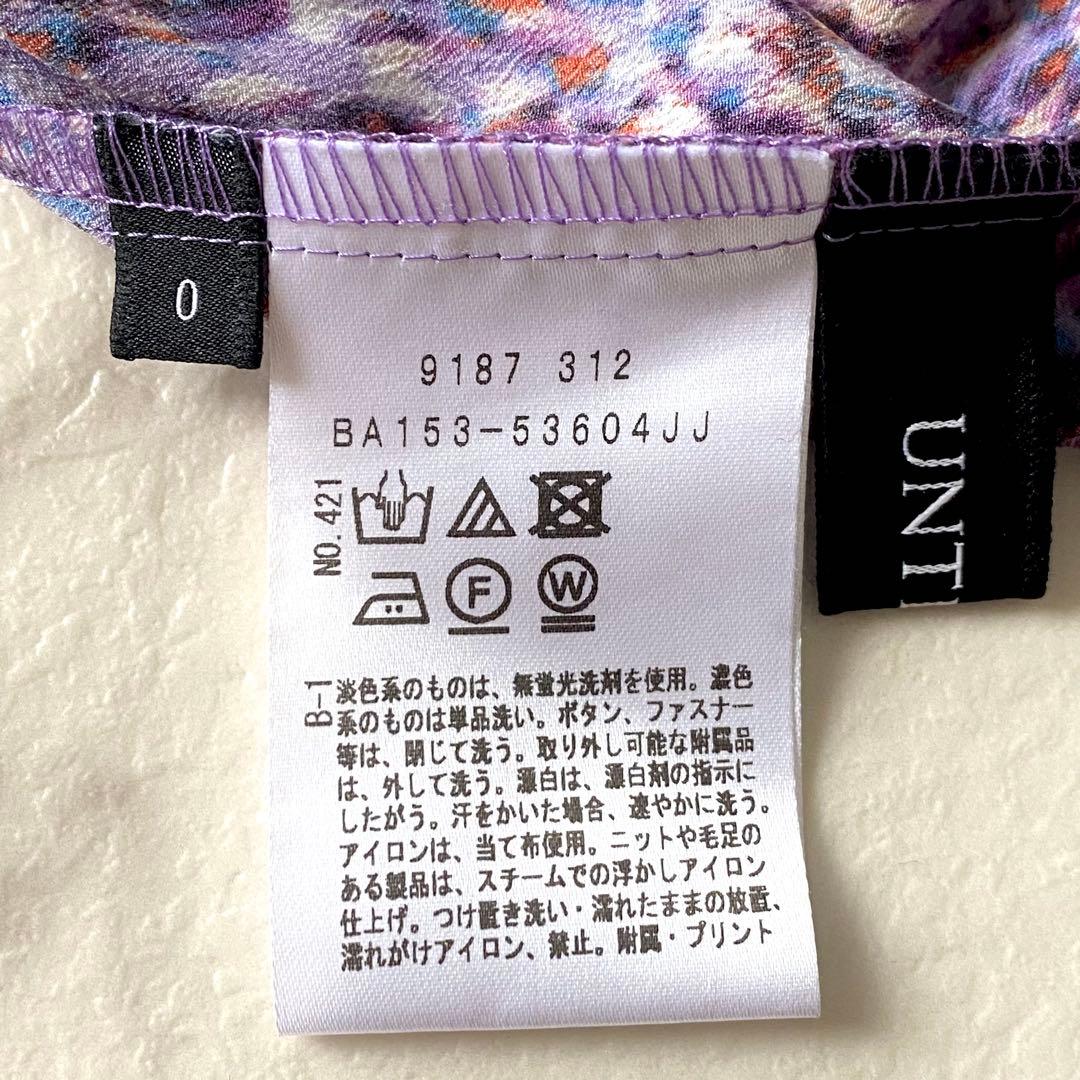 0
9187 312
BA153-53604JJ
NO.421
F
W
B-1
淡色系のものは、無蛍光洗剤を使用。濃色
系のものは単品洗い。ボタン、ファスナー
等は、閉じて洗う。取り外し可能な附属品
は、外して洗う。漂白は、漂白剤の指示に
したがう。汗をかいた場合、速やかに洗う。
アイロンは、当て布使用。ニットや毛足の
ある製品は、スチームでの浮かしアイロン
仕上げ。つけ置き洗い・濡れたままの放置、
濡れがけアイロン、禁止。附属・プリント